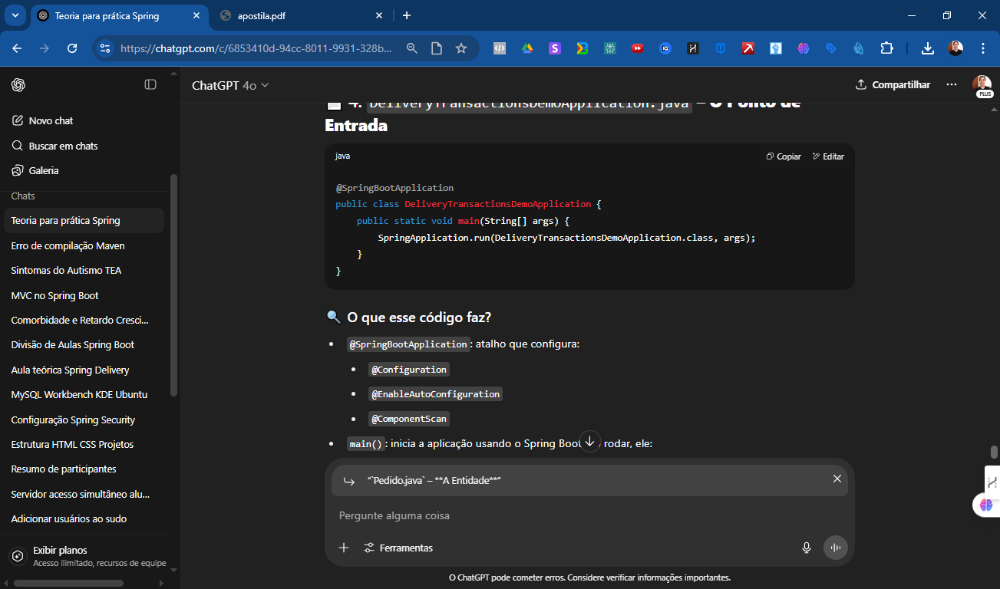 Teoria para prática Spring
apostila.pdf
https://chatgpt.com/c/6853410d-94cc-8011-9931-328b...
ChatGPT 4o
Compartilhar
PLUS
Novo chat
Buscar em chats
Galeria
Chats
Teoria para prática Spring
Erro de compilação Maven
Sintomas do Autismo TEA
MVC no Spring Boot
Comorbidade e Retardo Cresci...
Divisão de Aulas Spring Boot
Aula teórica Spring Delivery
MySQL Workbench KDE Ubuntu
Configuração Spring Security
Estrutura HTML CSS Projetos
Resumo de participantes
Servidor acesso simultâneo alu...
Adicionar usuários ao sudo
Exibir planos
Acesso ilimitado, recursos de equipe
4. DeliveryTransactionsDemoApplication.java – O Ponto de
Entrada
java
Copiar
Editar
@SpringBootApplication
public class DeliveryTransactionsDemoApplication {
public static void main(String[] args) {
SpringApplication.run(DeliveryTransactionsDemoApplication.class, args);
}
}
O que esse código faz?
@SpringBootApplication: atalho que configura:
@Configuration
@EnableAutoConfiguration
@ComponentScan
main(): inicia a aplicação usando o Spring Boot rodar, ele:
"`Pedido.java` – **A Entidade**"
Pergunte alguma coisa
Ferramentas
O ChatGPT pode cometer erros. Considere verificar informações importantes.